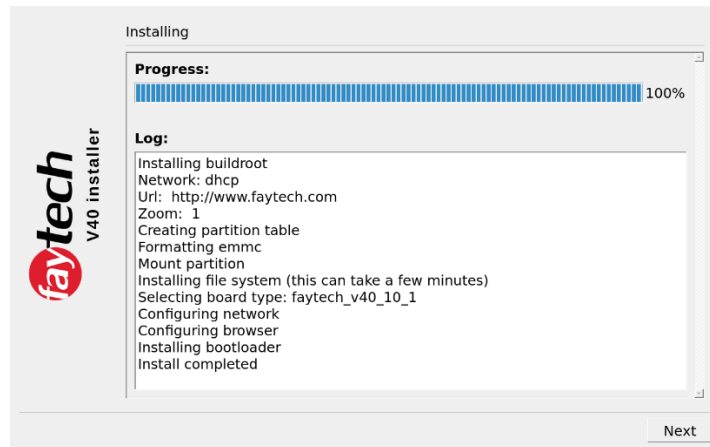 Installing
Progress:
100%
Log:
Installing buildroot
Network: dhcp
Url:  http://www.faytech.com
Zoom:  1
Creating partition table
Formatting emmc
Mount partition
Installing file system (this can take a few minutes)
Selecting board type: faytech_v40_10_1
Configuring network
Configuring browser
Installing bootloader
Install completed
faytech
V40 installer
Next